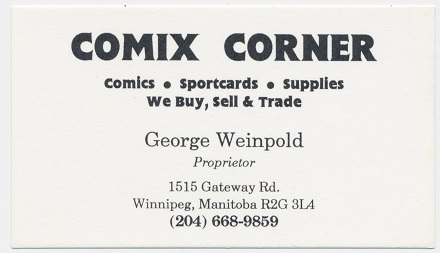 COMIX CORNER
Comics • Sportcards • Supplies
We Buy, Sell & Trade
George Weinpold
Proprietor
1515 Gateway Rd.
Winnipeg, Manitoba R2G 3L4
(204) 668-9859